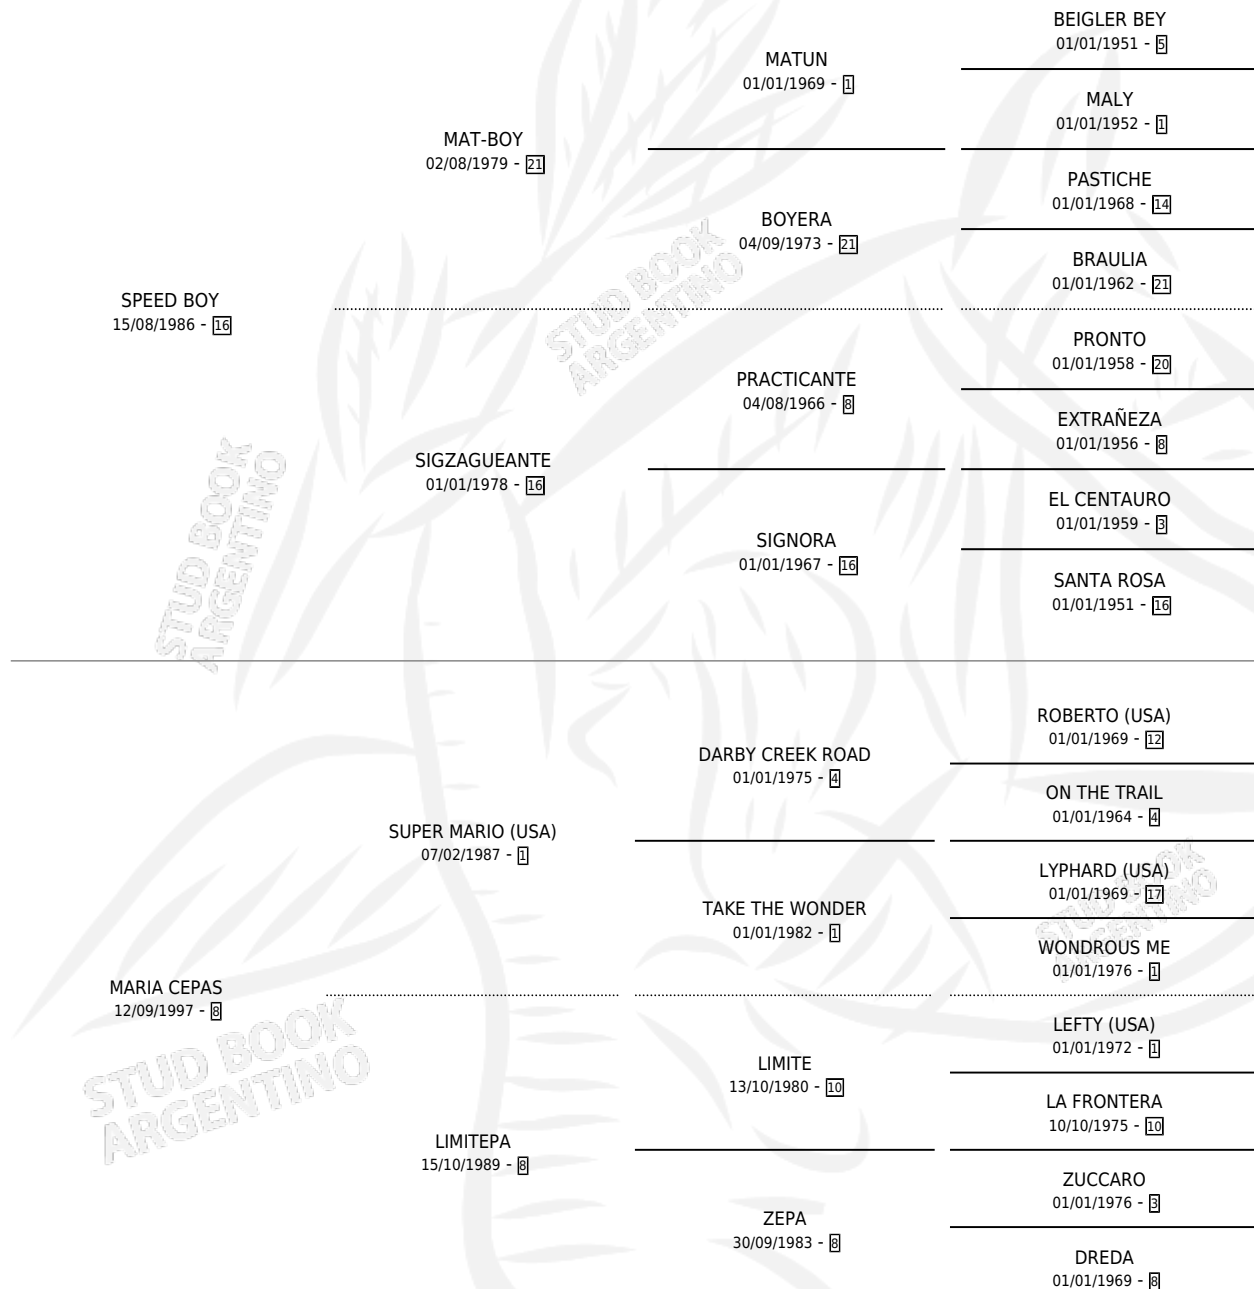 BEIGLER BEY
01/01/1951 - 5
MATUN
01/01/1969 - 1
MALY
01/01/1952 - 1
MAT-BOY
02/08/1979 - 21
PASTICHE
01/01/1968 - 14
BOYERA
04/09/1973 - 21
BRAULIA
01/01/1962 - 21
SPEED BOY
15/08/1986 - 16
PRONTO
01/01/1958 - 20
PRACTICANTE
04/08/1966 - 8
EXTRAÑEZA
01/01/1956 - 8
SIGZAGUEANTE
01/01/1978 - 16
EL CENTAURO
01/01/1959 - 3
SIGNORA
01/01/1967 - 16
SANTA ROSA
01/01/1951 - 16
ROBERTO (USA)
01/01/1969 - 12
DARBY CREEK ROAD
01/01/1975 - 4
ON THE TRAIL
01/01/1964 - 4
SUPER MARIO (USA)
07/02/1987 - 1
LYPHARD (USA)
01/01/1969 - 17
TAKE THE WONDER
01/01/1982 - 1
WONDROUS ME
01/01/1976 - 1
MARIA CEPAS
12/09/1997 - 8
LEFTY (USA)
01/01/1972 - 1
LIMITE
13/10/1980 - 10
LA FRONTERA
10/10/1975 - 10
LIMITEPA
15/10/1989 - 8
ZUCCARO
01/01/1976 - 3
ZEPA
30/09/1983 - 8
DREDA
01/01/1969 - 8
STUD BOOK
ARGENTINO
STUD BOOK
ARGENTINO
STUD BOOK
ARGENTINO
STUD BOOK
ARGENTINO